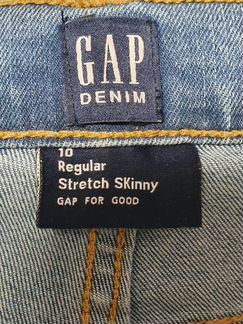 GAP
DENIM
10
Regular
Stretch Skinny
GAP FOR GOOD